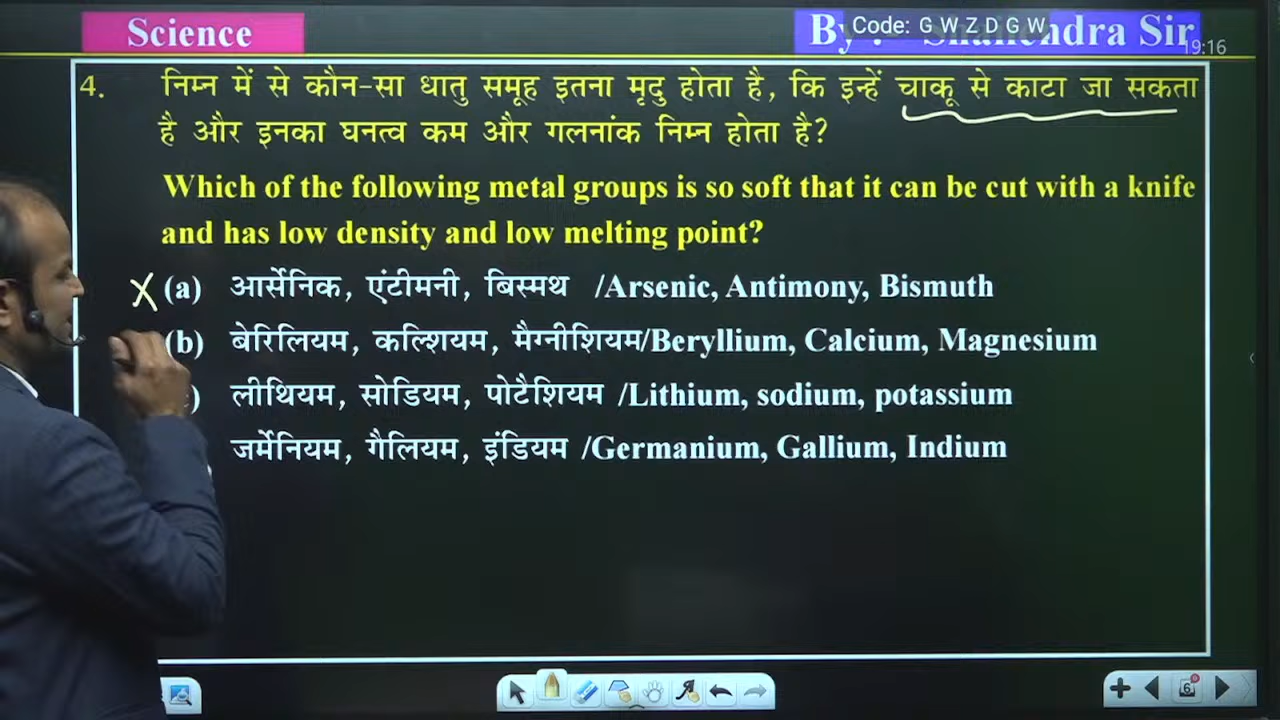 Science
By :
Code: G W Z D G W
Sir
19:16
4. निम्न में से कौन-सा धातु समूह इतना मृदु होता है, कि इन्हें चाकू से काटा जा सकता
है और इनका घनत्व कम और गलनांक निम्न होता है?
Which of the following metal groups is so soft that it can be cut with a knife
and has low density and low melting point?
X (a) आर्सेनिक, एंटीमनी, बिस्मथ /Arsenic, Antimony, Bismuth
(b) बेरिलियम, कल्शियम, मैग्नीशियम/Beryllium, Calcium, Magnesium
) लीथियम, सोडियम, पोटैशियम /Lithium, sodium, potassium
जर्मेनियम, गैलियम, इंडियम /Germanium, Gallium, Indium
6